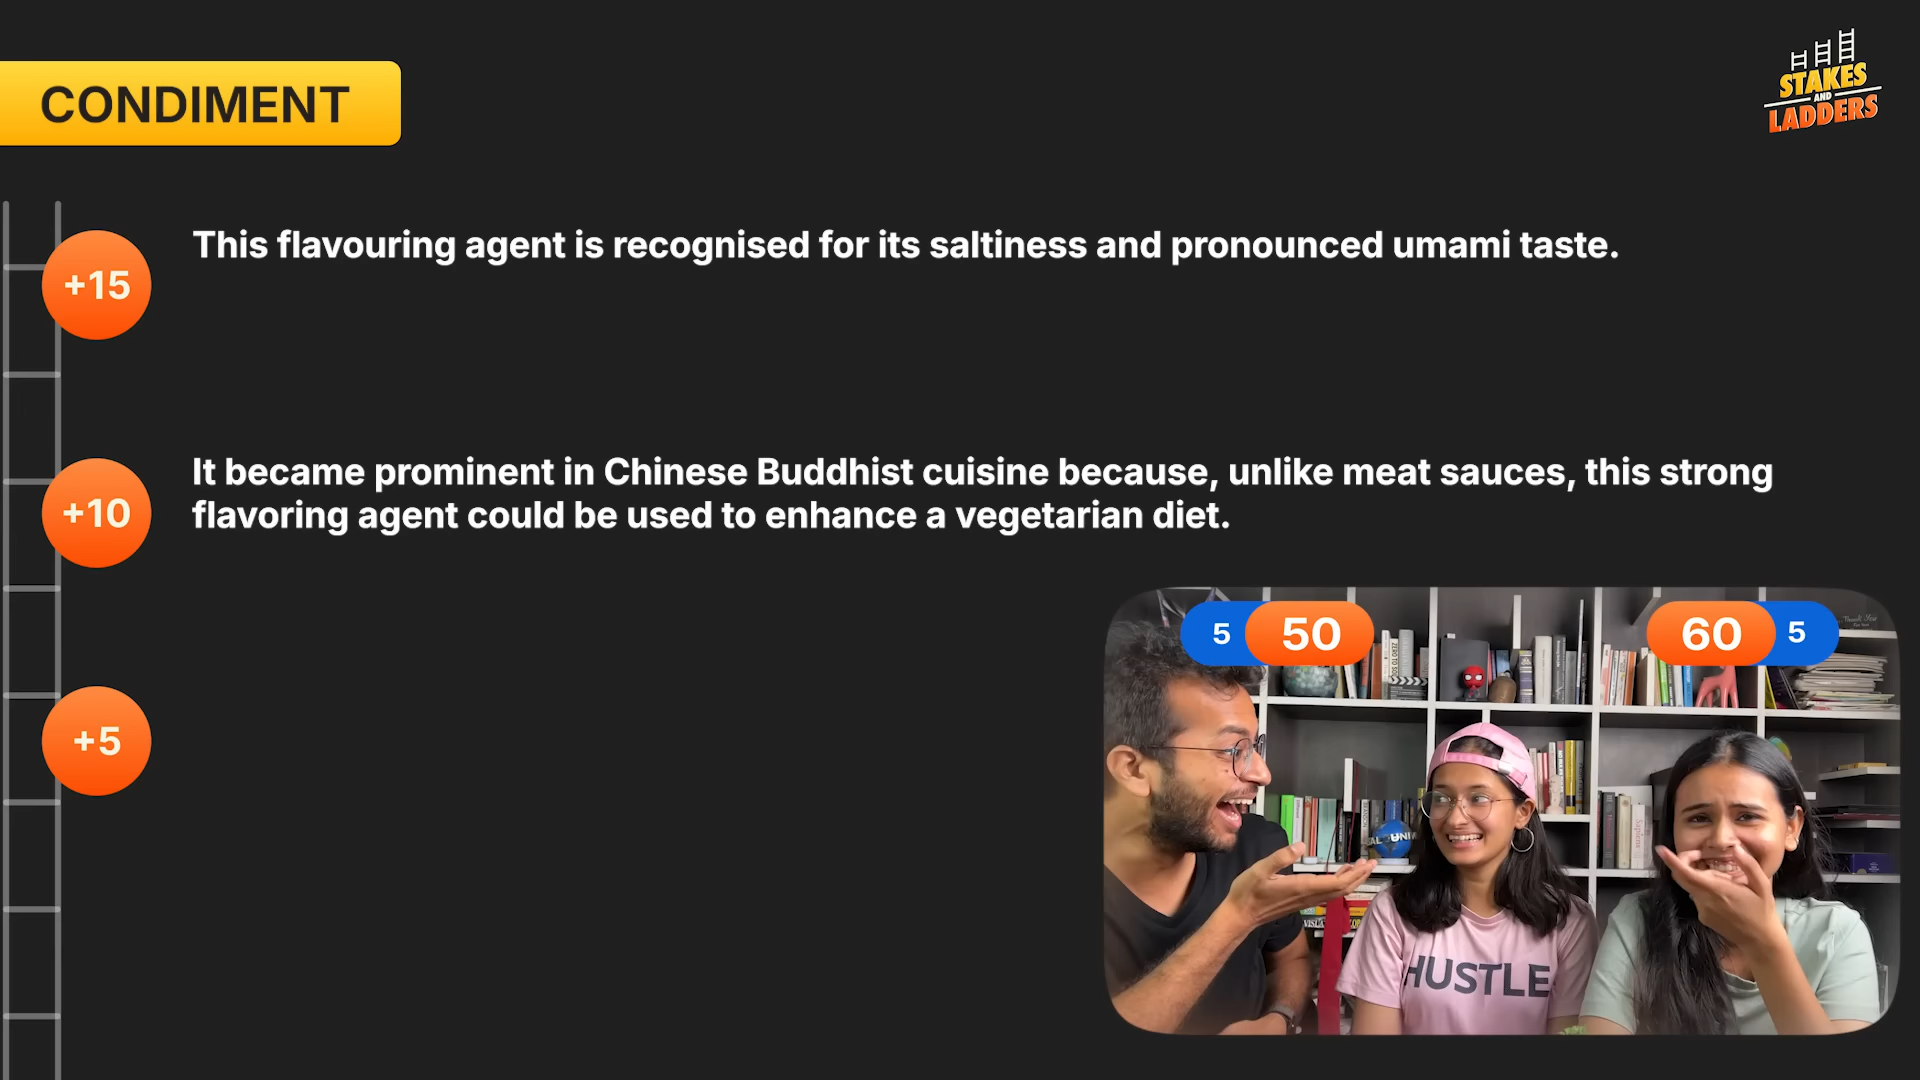 CONDIMENT
STAKES
AND
LADDERS
+15
This flavouring agent is recognised for its saltiness and pronounced umami taste.
+10
It became prominent in Chinese Buddhist cuisine because, unlike meat sauces, this strong
flavoring agent could be used to enhance a vegetarian diet.
+5
5
50
60
5
HUSTLE